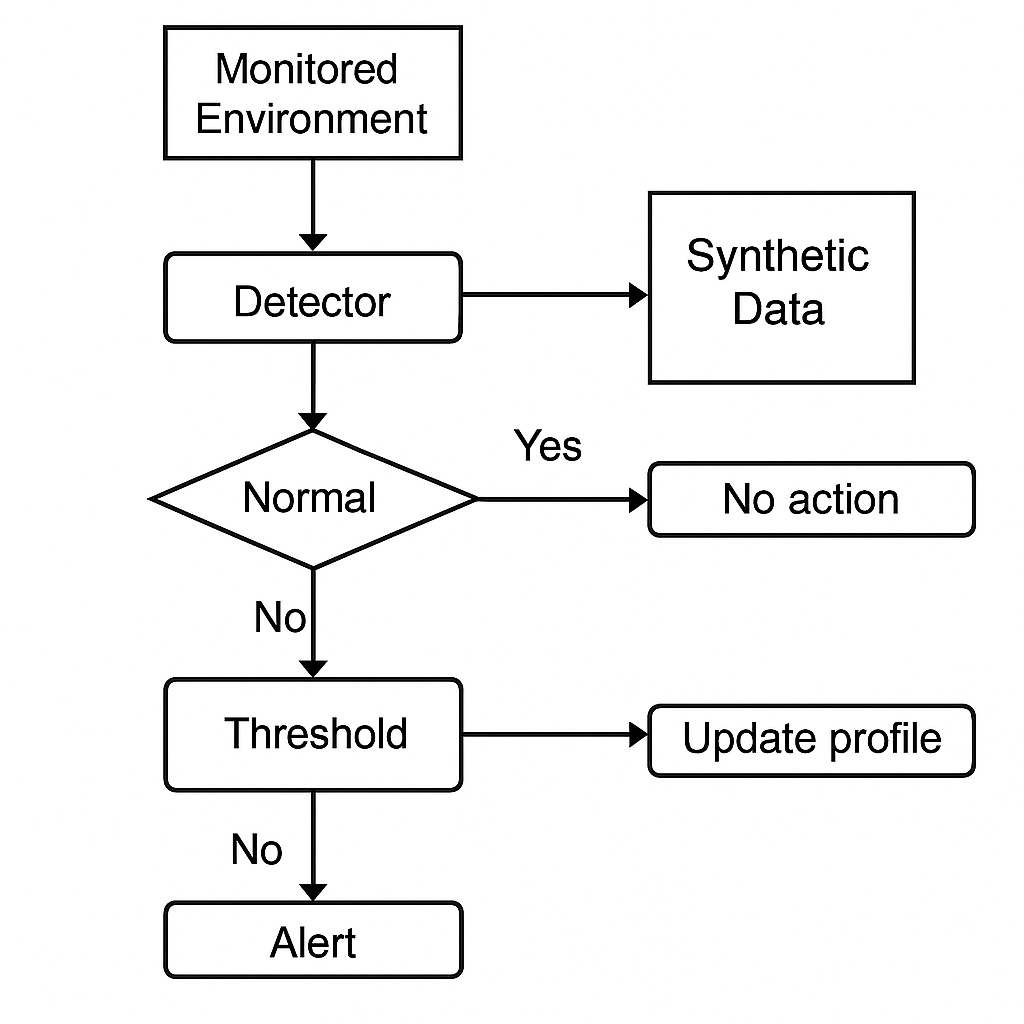 Monitored
Environment
Detector
Synthetic
Data
Normal
Yes
No action
No
Threshold
Update profile
No
Alert